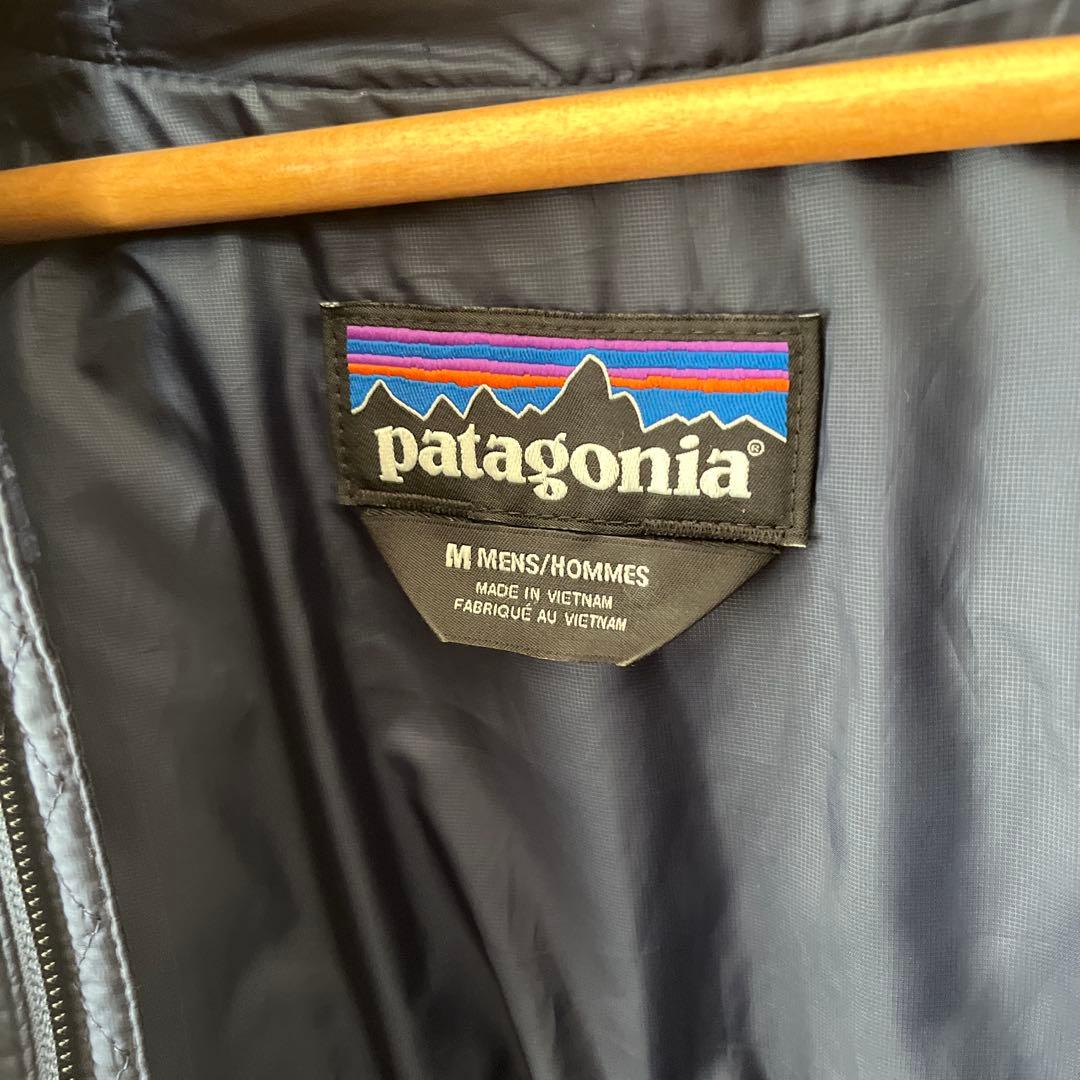 patagonia®
M MENS/HOMMES
MADE IN VIETNAM
FABRIQUÉ AU VIETNAM